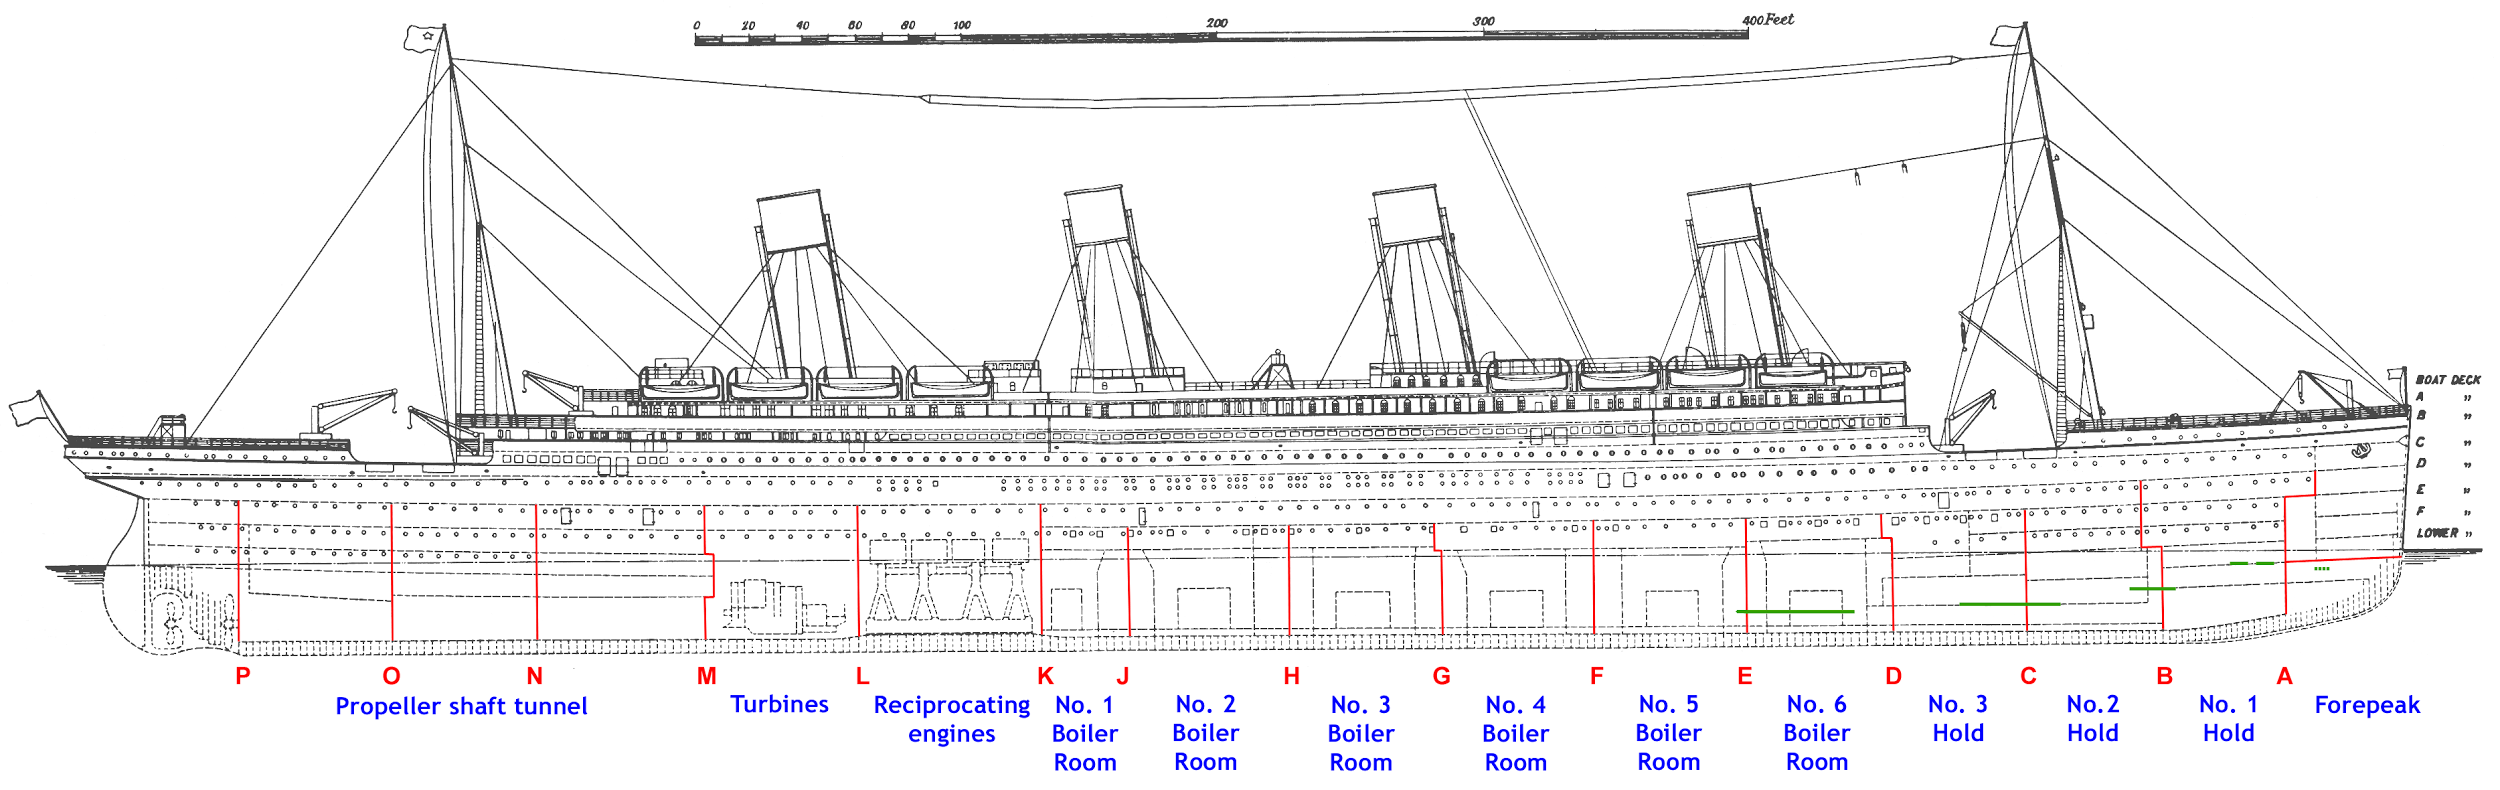 0 20 40 60 80 100 200 300 400 Feet
BOAT DECK
A "
B "
C "
D "
E "
F "
LOWER "
P O N M L K J H G F E D C B A
Propeller shaft tunnel
Turbines
Reciprocating
engines
No. 1
Boiler
Room
No. 2
Boiler
Room
No. 3
Boiler
Room
No. 4
Boiler
Room
No. 5
Boiler
Room
No. 6
Boiler
Room
No. 3
Hold
No.2
Hold
No. 1
Hold
Forepeak